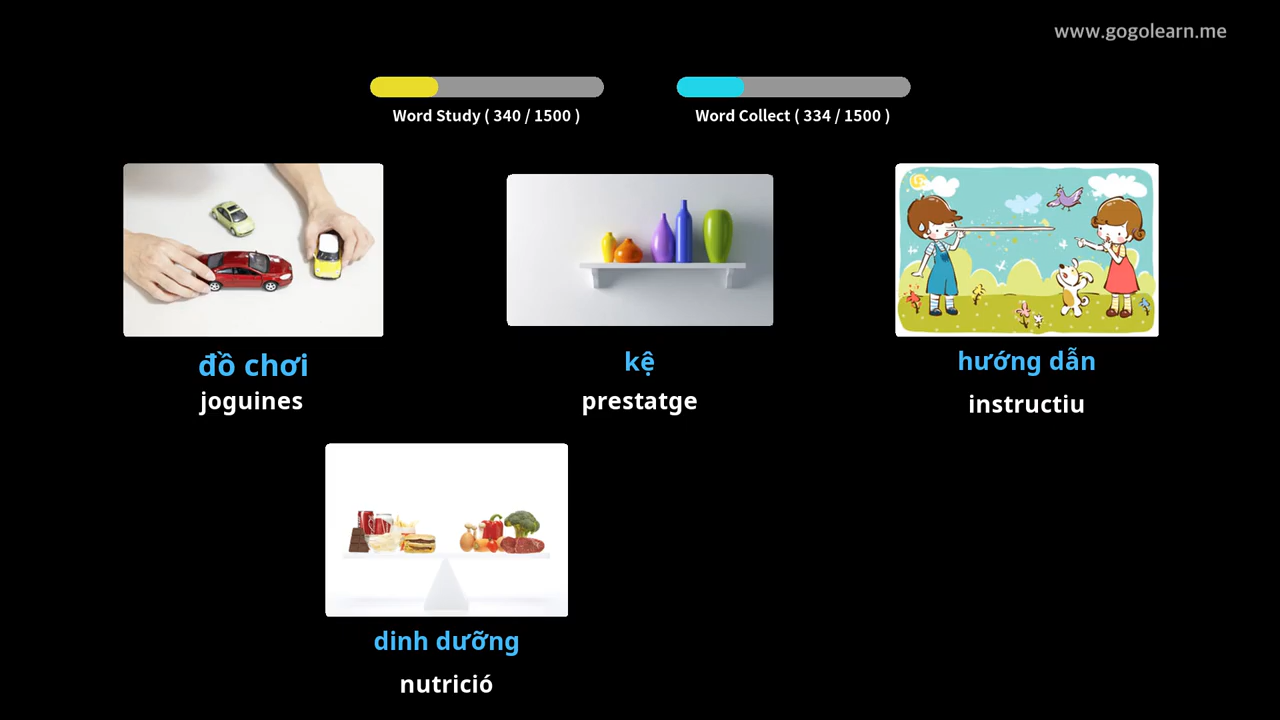 www.gogolearn.me
Word Study ( 340 / 1500 )
Word Collect ( 334 / 1500 )
đồ chơi
joguines
kệ
prestatge
hướng dẫn
instructiu
dinh dưỡng
nutrició